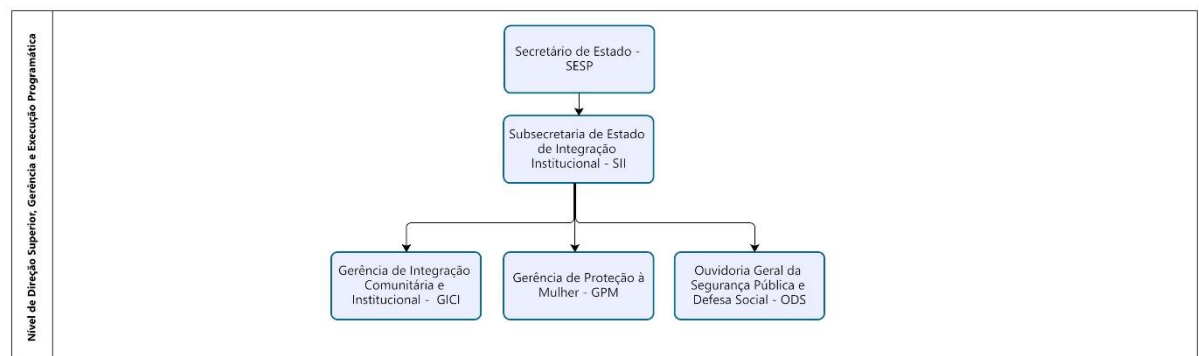 Nível de Direção Superior, Gerência e Execução Programática
Secretário de Estado -
SESP
Subsecretaria de Estado
de Integração
Institucional - SII
Gerência de Integração
Comunitária e
Institucional - GICI
Gerência de Proteção à
Mulher - GPM
Ouvidoria Geral da
Segurança Pública e
Defesa Social - ODS